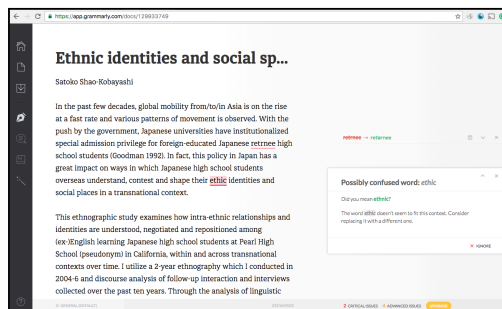 https://app.grammarly.com/docs/129933749
Ethnic identities and social sp...
Satoko Shao-Kobayashi
In the past few decades, global mobility from/to/in Asia is on the rise
at a fast rate and various patterns of movement is observed. With the
push by the government, Japanese universities have institutionalized
special admission privilege for foreign-educated Japanese retrnee high
school students (Goodman 1992). In fact, this policy in Japan has a
great impact on ways in which Japanese high school students
overseas understand, contest and shape their ethic identities and
social places in a transnational context.
retrnee → returnee
Possibly confused word: ethic
Did you mean ethnic?
The word ethic doesn't seem to fit this context. Consider
replacing it with a different one.
IGNORE
This ethnographic study examines how intra-ethnic relationships and
identities are understood, negotiated and repositioned among
(ex-)English learning Japanese high school students at Pearl High
School (pseudonym) in California, within and across transnational
contexts over time. I utilize a 2-year ethnography which I conducted in
2004-6 and discourse analysis of follow-up interaction and interviews
collected over the past ten years. Through the analysis of linguistic
2 CRITICAL ISSUES 4 ADVANCED ISSUES